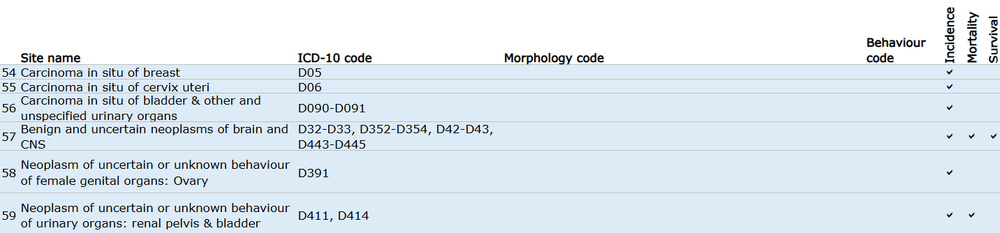 Site name ICD-10 code Morphology code Behaviour code Incidence Mortality Survival
54 Carcinoma in situ of breast D05 ✓
55 Carcinoma in situ of cervix uteri D06 ✓
56 Carcinoma in situ of bladder & other and
unspecified urinary organs D090-D091 ✓
57 Benign and uncertain neoplasms of brain and
CNS D32-D33, D352-D354, D42-D43,
D443-D445 ✓ ✓ ✓
58 Neoplasm of uncertain or unknown behaviour
of female genital organs: Ovary D391 ✓
59 Neoplasm of uncertain or unknown behaviour
of urinary organs: renal pelvis & bladder D411, D414 ✓ ✓